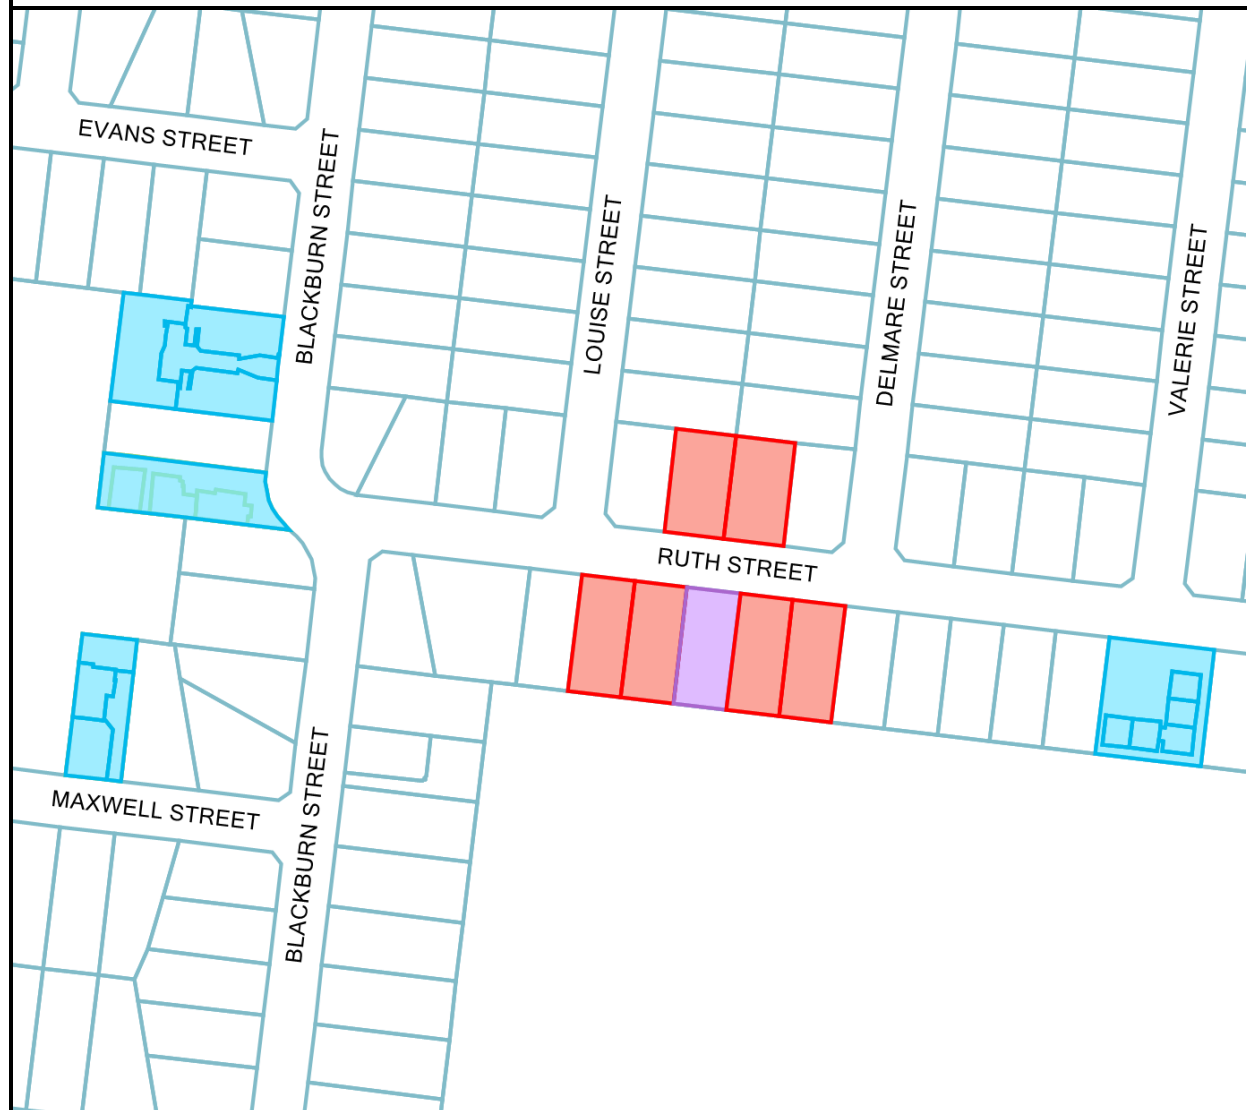 EVANS STREET
BLACKBURN STREET
LOUISE STREET
DELMARE STREET
VALERIE STREET
RUTH STREET
MAXWELL STREET
BLACKBURN STREET